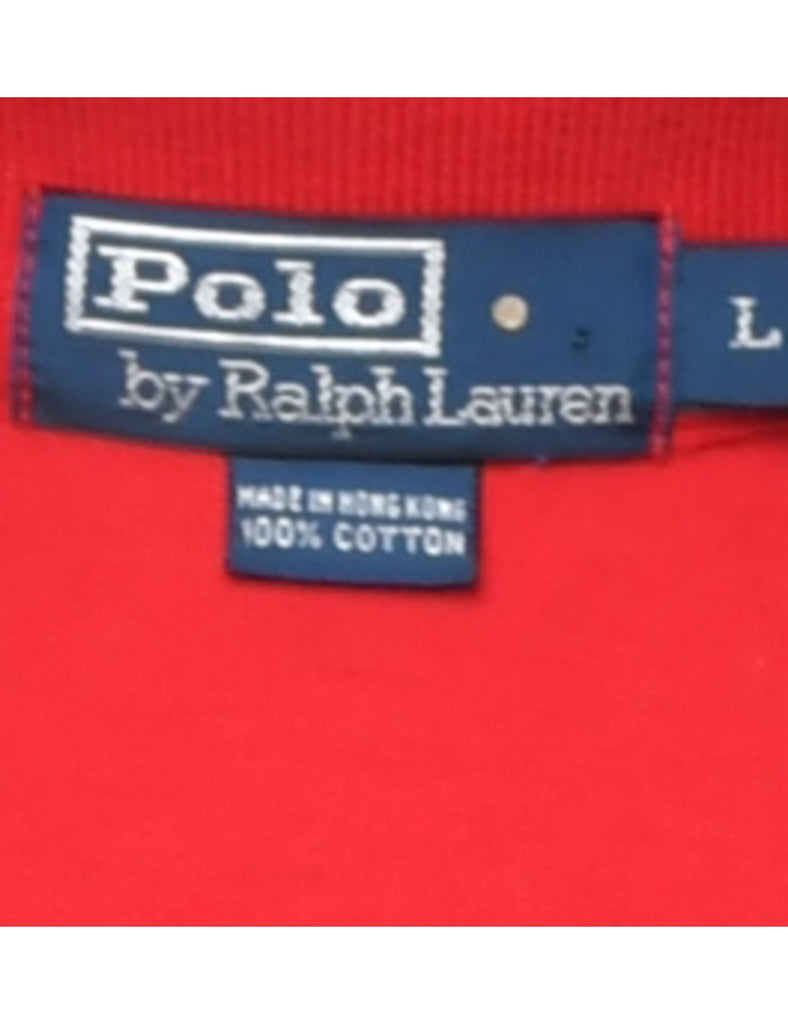 Polo
by Ralph Lauren
L
MADE IN HONG KONG
100% COTTON